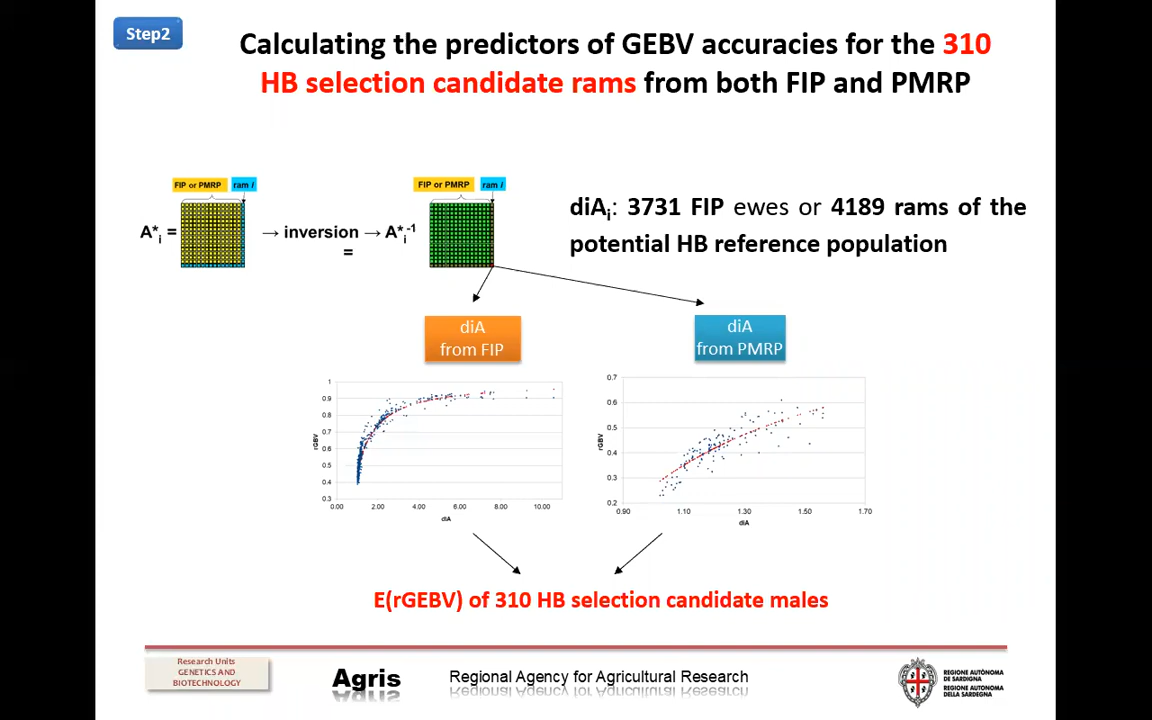 Step2
Calculating the predictors of GEBV accuracies for the 310
HB selection candidate rams from both FIP and PMRP
FIP or PMRP ram i
FIP or PMRP ram i
A*i = → inversion → A*i-1
=
diAi: 3731 FIP ewes or 4189 rams of the
potential HB reference population
diA
from FIP
diA
from PMRP
1
0.9
0.8
0.7
0.6
0.5
0.4
0.3
rGBV
0.00 2.00 4.00 6.00 8.00 10.00
diA
0.7
0.6
0.5
0.4
0.3
0.2
rGBV
0.90 1.10 1.30 1.50 1.70
diA
E(rGEBV) of 310 HB selection candidate males
Research Units
GENETICS AND
BIOTECHNOLOGY
Agris
Regional Agency for Agricultural Research
REGIONE AUTÒNOMA
DE SARDIGNA
REGIONE AUTONOMA
DELLA SARDEGNA